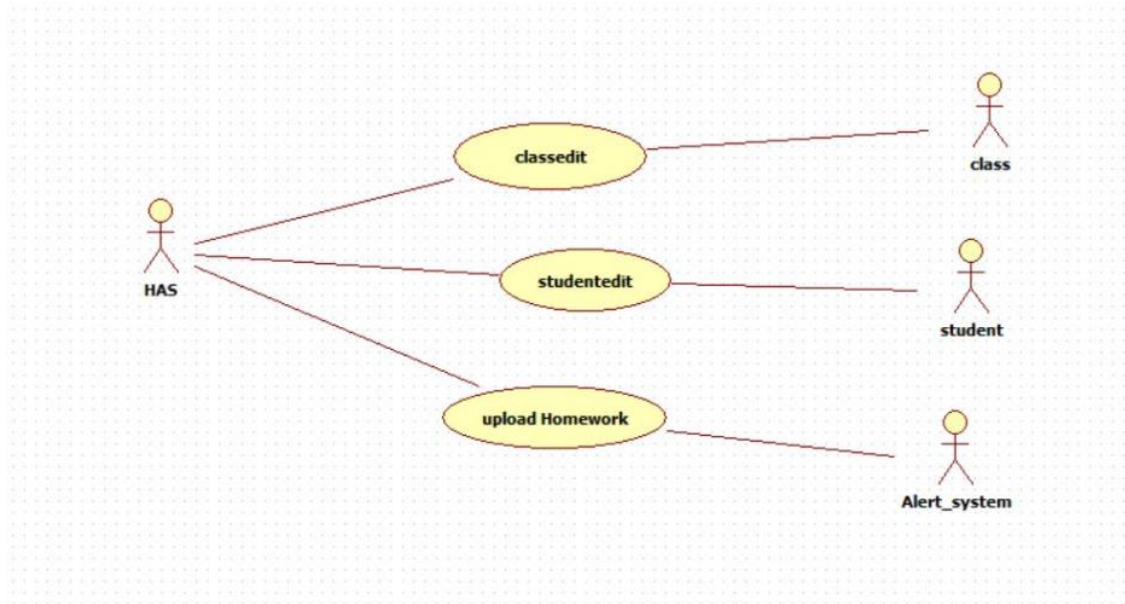 classedit
class
HAS
studentedit
student
upload Homework
Alert_system